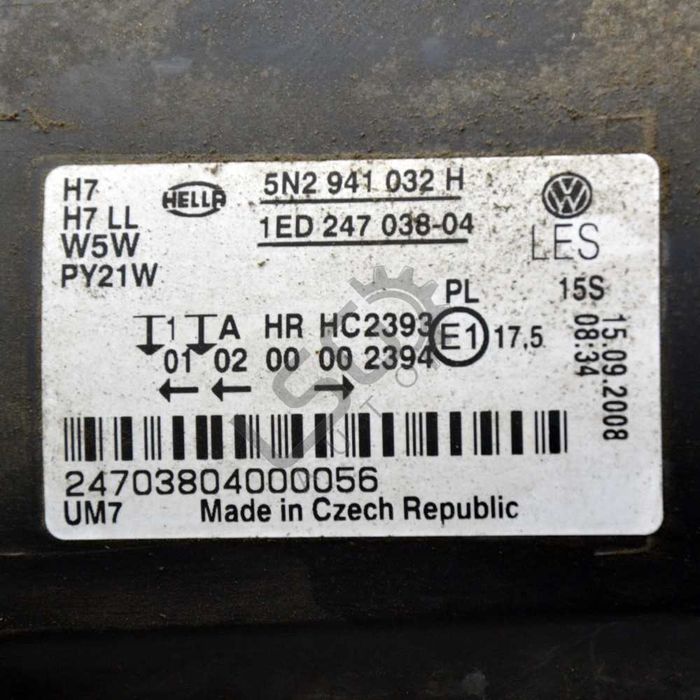 H7
H7 LL
W5W
PY21W
HELLA
5N2 941 032 H
1ED 247 038-04
VW
LES
15S
PL
1 A HR HC2393 E1 17,5
01 02 00 00 2394
15.09.2008
08:34
24703804000056
UM7 Made in Czech Republic